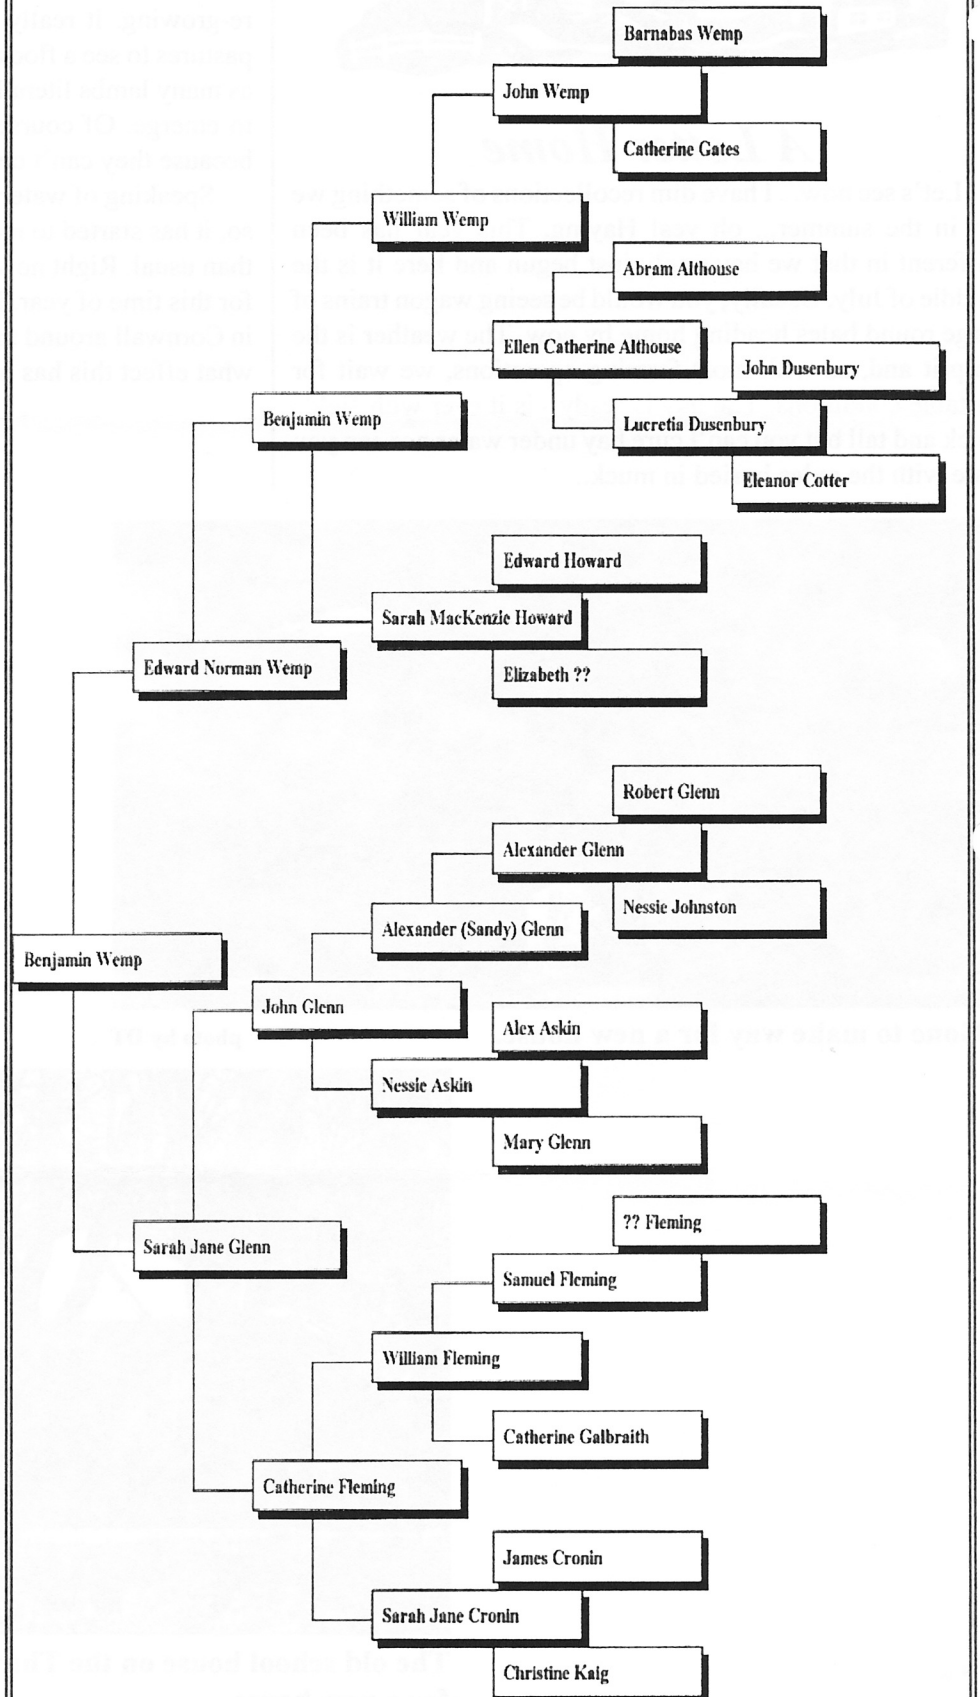 Barnabas Wemp
John Wemp
Catherine Gates
William Wemp
Abram Althouse
Ellen Catherine Althouse
John Dusenbury
Benjamin Wemp
Lucretia Dusenbury
Eleanor Cotter
Edward Howard
Sarah MacKenzie Howard
Edward Norman Wemp
Elizabeth ??
Robert Glenn
Alexander Glenn
Nessie Johnston
Alexander (Sandy) Glenn
Benjamin Wemp
John Glenn
Alex Askin
Nessie Askin
Mary Glenn
?? Fleming
Sarah Jane Glenn
Samuel Fleming
William Fleming
Catherine Galbraith
Catherine Fleming
James Cronin
Sarah Jane Cronin
Christine Kaig